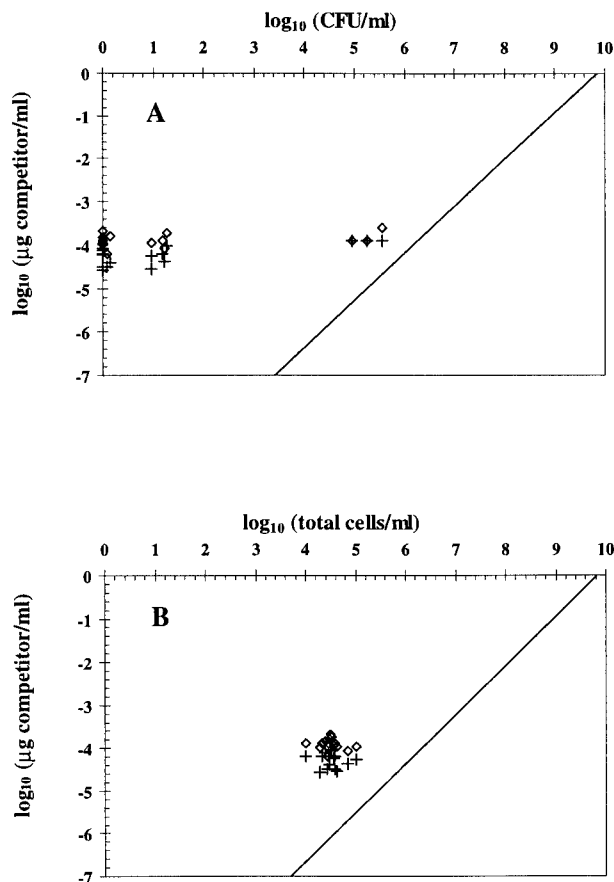 log₁₀ (CFU/ml)
0 1 2 3 4 5 6 7 8 9 10
0
A
-1
-2
-3
-4
-5
-6
-7
log₁₀ (µg competitor/ml)
log₁₀ (total cells/ml)
0 1 2 3 4 5 6 7 8 9 10
0
B
-1
-2
-3
-4
-5
-6
-7
log₁₀ (µg competitor/ml)